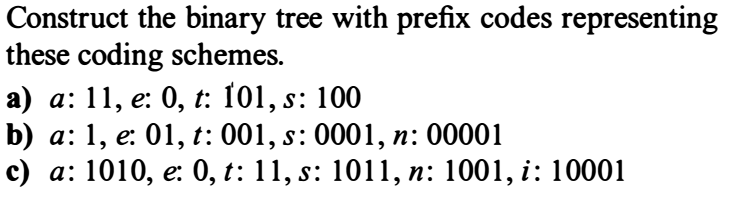 Construct the binary tree with prefix codes representing
these coding schemes.
a) a: 11, e: 0, t: 101, s: 100
b) a: 1, e: 01, t: 001, s: 0001, n: 00001
c) a: 1010, e: 0, t: 11, s: 1011, n: 1001, i: 10001